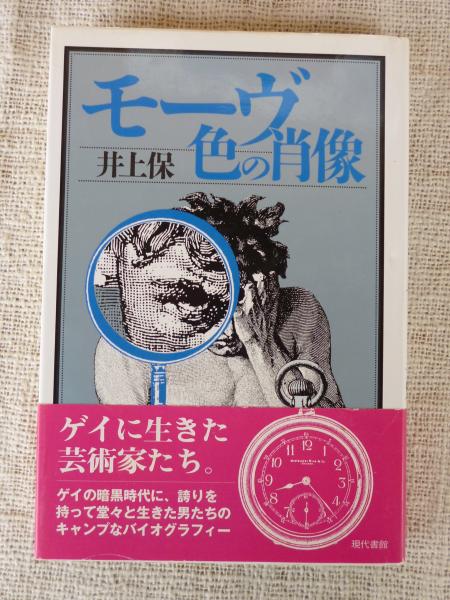 モーヴ
色の肖像
井上保
ゲイに生きた
芸術家たち。
ゲイの暗黒時代に、誇りを
持って堂々と生きた男たちの
キャンプなバイオグラフィー
現代書館